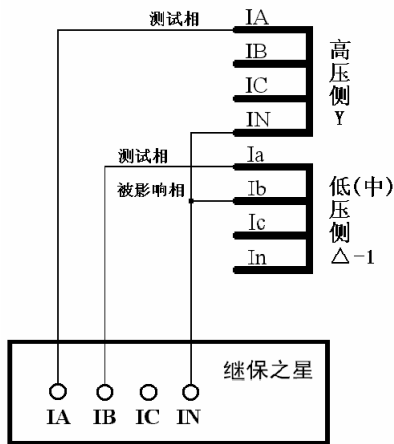 测试相 IA
IB
IC
IN
高压侧Y
测试相 Ia
被影响相 Ib
Ic
In
低(中)压侧△-1
继保之星
IA IB IC IN